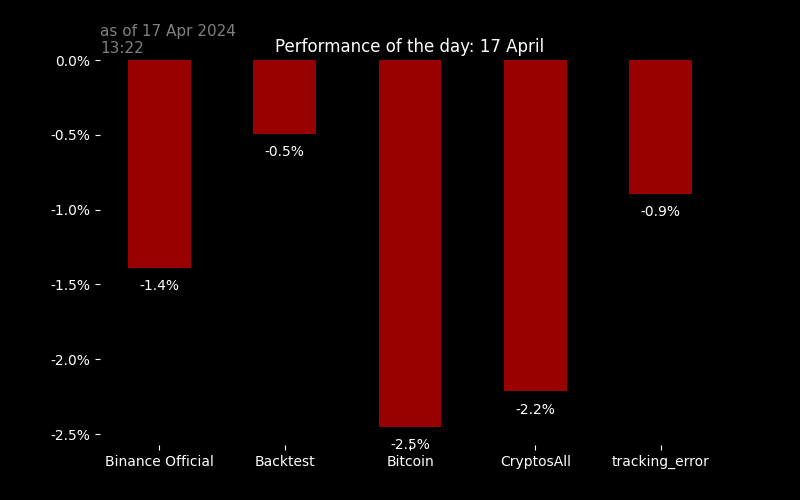 as of 17 Apr 2024
13:22
Performance of the day: 17 April
0.0%
-0.5%
-1.0%
-1.5%
-2.0%
-2.5%
-1.4%
-0.5%
-2.5%
-2.2%
-0.9%
Binance Official
Backtest
Bitcoin
CryptosAll
tracking_error